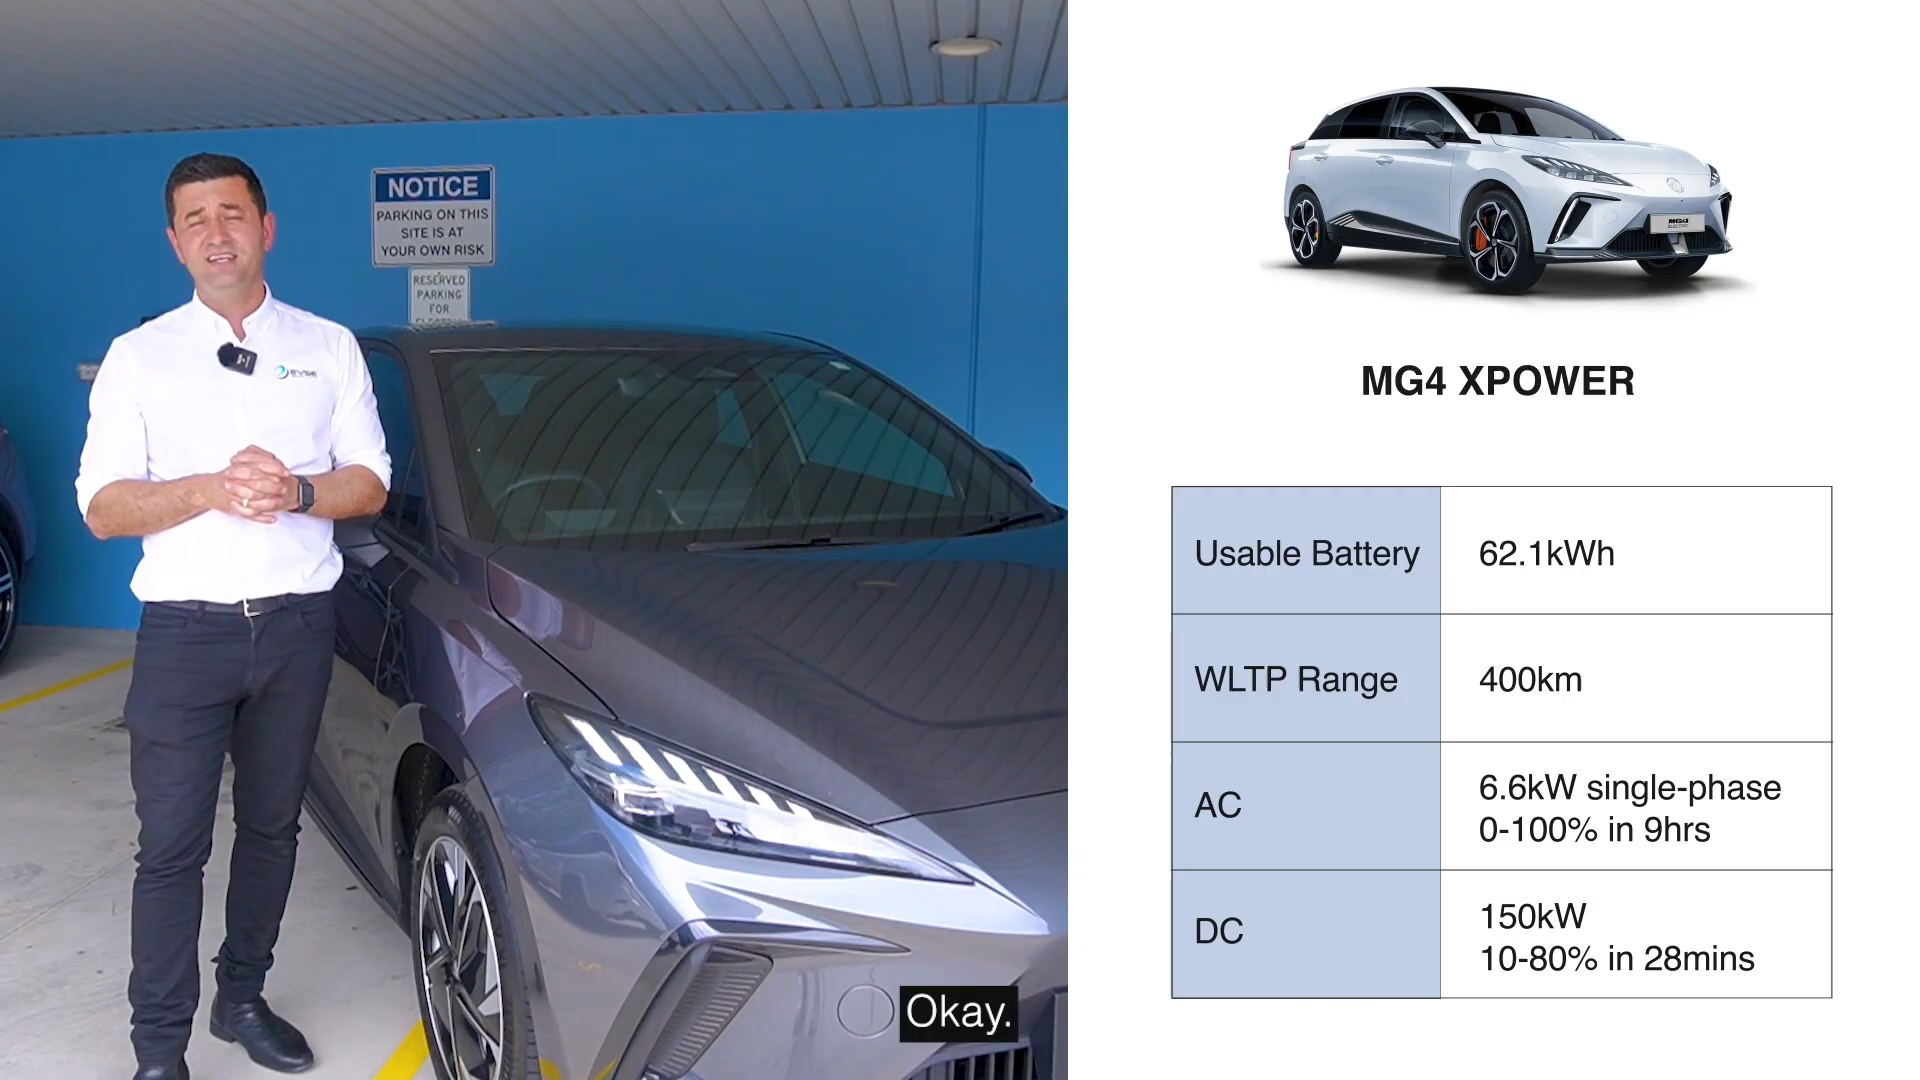 NOTICE
PARKING ON THIS
SITE IS AT
YOUR OWN RISK
RESERVED
PARKING
FOR
EVSE
Okay.
MG4
MG4 XPOWER
Usable Battery 62.1kWh
WLTP Range 400km
AC 6.6kW single-phase
0-100% in 9hrs
DC 150kW
10-80% in 28mins